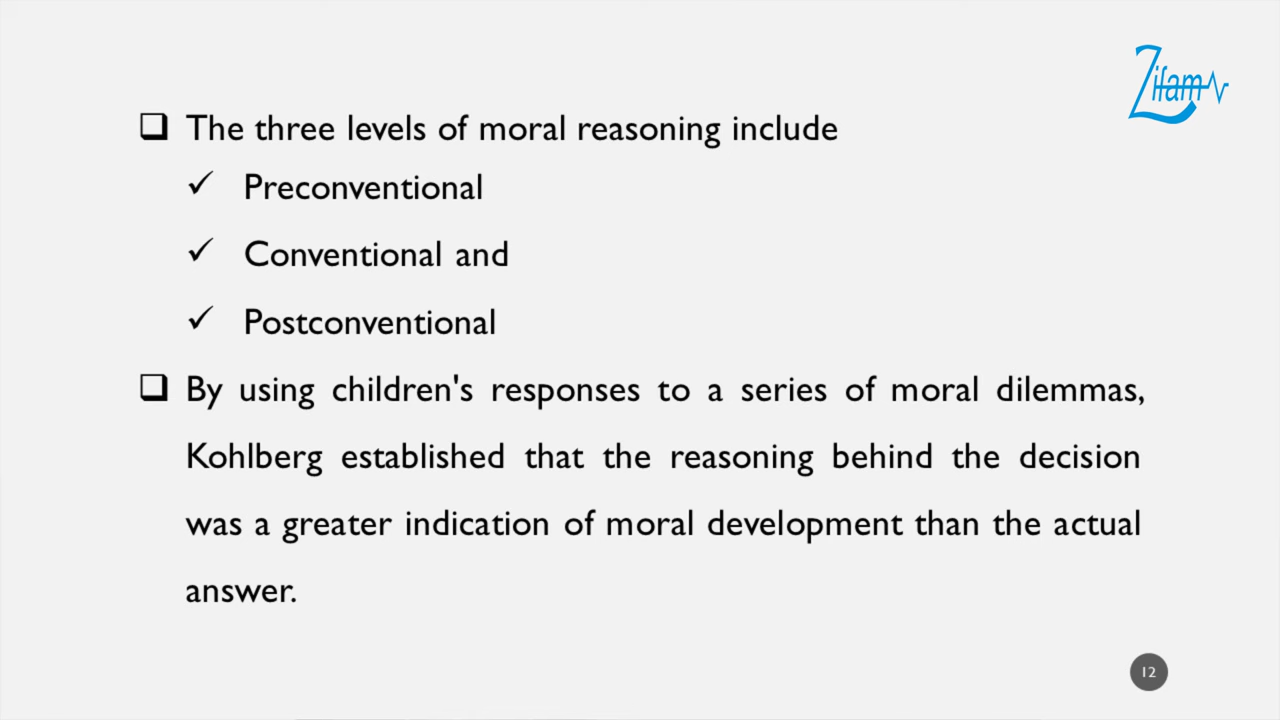 Zifam
❑ The three levels of moral reasoning include
✓ Preconventional
✓ Conventional and
✓ Postconventional
❑ By using children's responses to a series of moral dilemmas,
Kohlberg established that the reasoning behind the decision
was a greater indication of moral development than the actual
answer.
12